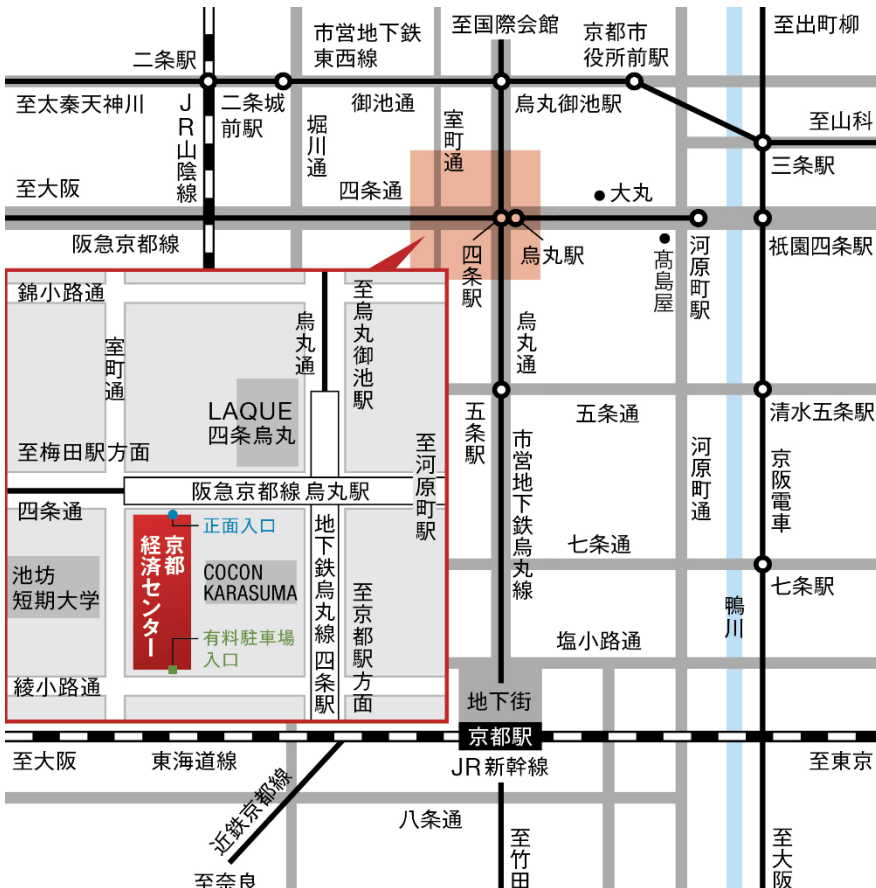 至国際会館
京都市
役所前駅
至出町柳
市営地下鉄
東西線
二条駅
至太秦天神川
JR山陰線
二条城
前駅
堀川通
御池通
室町通
烏丸御池駅
至山科
三条駅
至大阪
四条通
大丸
阪急京都線
四条駅
烏丸駅
髙島屋
河原町駅
祇園四条駅
烏丸通
五条駅
五条通
清水五条駅
市営地下鉄烏丸線
河原町通
京阪電車
七条通
七条駅
鴨川
塩小路通
地下街
京都駅
JR新幹線
至大阪
東海道線
至東京
近鉄京都線
至奈良
八条通
至竹田
至大阪
錦小路通
室町通
烏丸通
至烏丸御池駅
LAQUE
四条烏丸
至梅田駅方面
至河原町駅
阪急京都線 烏丸駅
四条通
正面入口
京都
経済センター
池坊
短期大学
COCON
KARASUMA
地下鉄烏丸線 四条駅
至京都駅方面
有料駐車場
入口
綾小路通